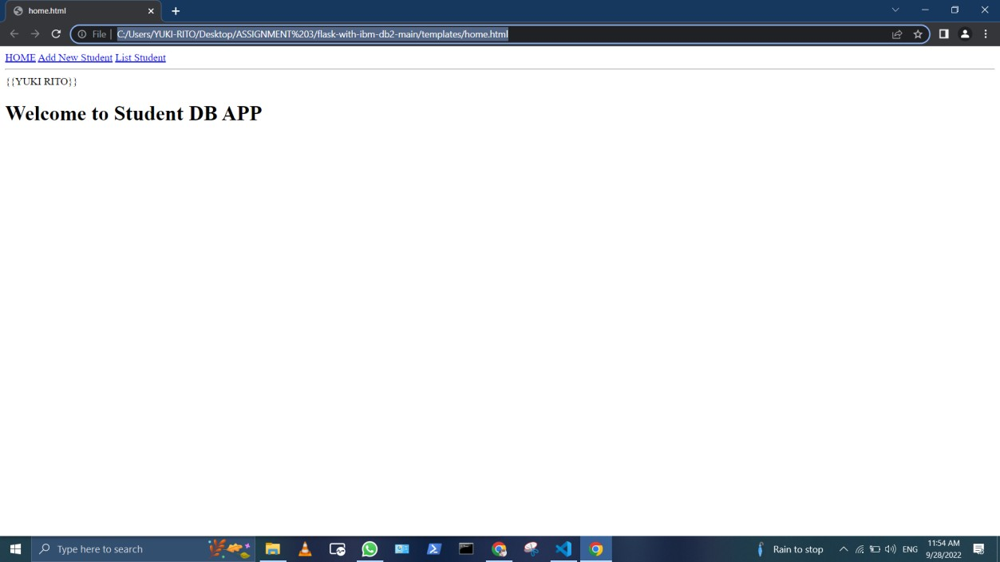 home.html
File | C:/Users/YUKI-RITO/Desktop/ASSIGNMENT%203/flask-with-ibm-db2-main/templates/home.html
HOME Add New Student List Student
{{YUKI RITO}}
Welcome to Student DB APP
Type here to search
Rain to stop
ENG
11:54 AM
9/28/2022